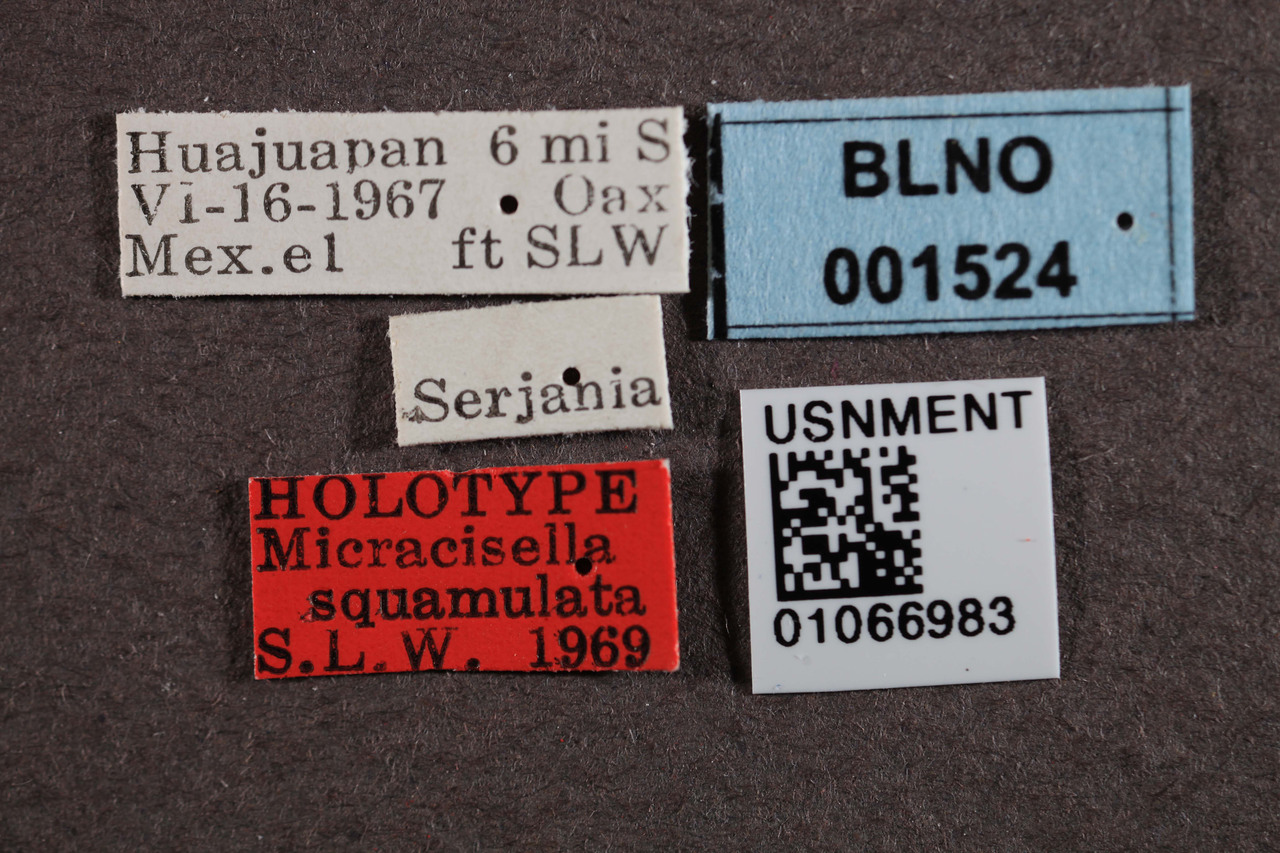 Huajuapan 6 mi S
VI-16-1967 Oax
Mex.el ft SLW
BLNO
001524
Serjania
HOLOTYPE
Micracisella
squamulata
S.L.W. 1969
USNMENT
01066983